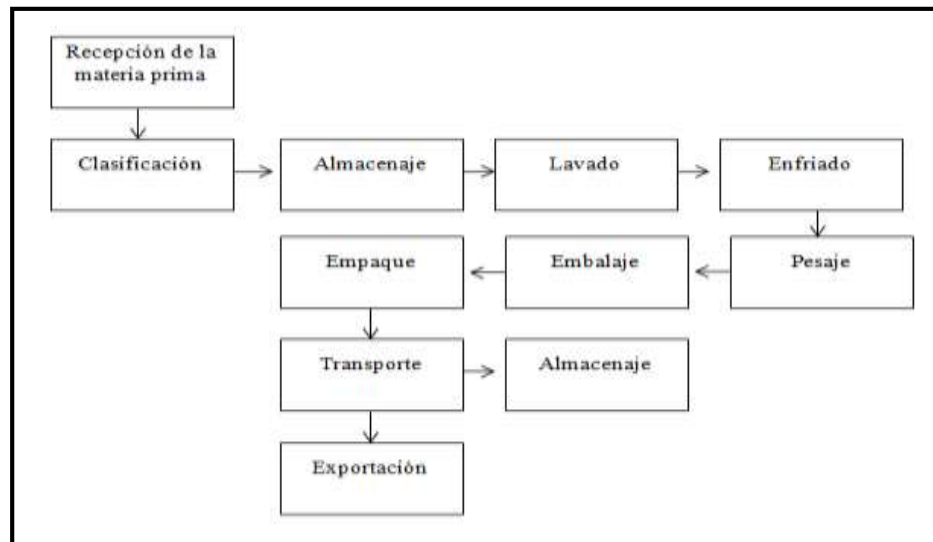 Recepción de la
materia prima
Clasificación
Almacenaje
Lavado
Enfriado
Pesaje
Embalaje
Empaque
Transporte
Almacenaje
Exportación